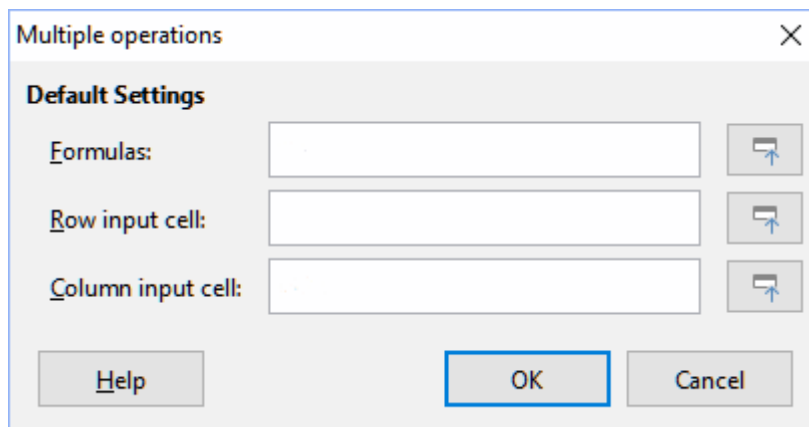 Multiple operations
Default Settings
Formulas:
Row input cell:
Column input cell:
Help
OK
Cancel